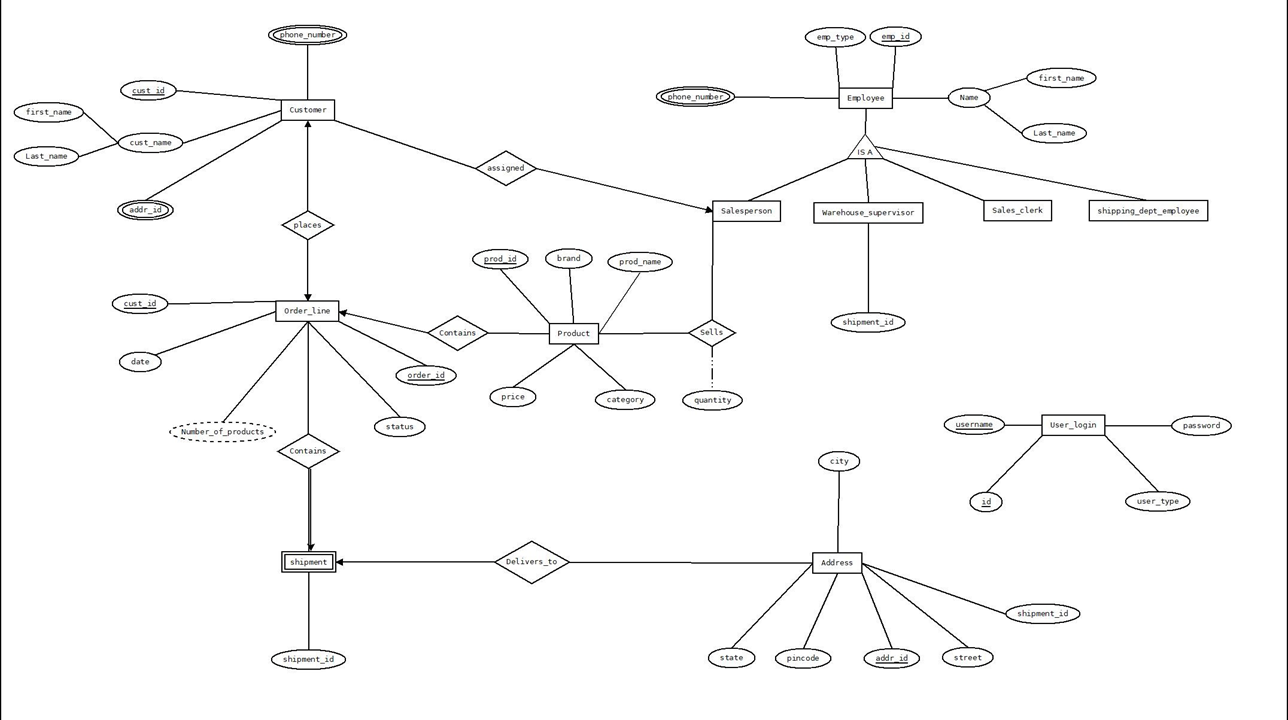 phone_number
emp_type
emp_id
first_name
cust_id
phone_number
Employee
Name
first_name
Customer
Last_name
cust_name
Last_name
IS A
assigned
addr_id
Salesperson
Warehouse_supervisor
Sales_clerk
shipping_dept_employee
places
prod_id
brand
prod_name
cust_id
Order_line
Contains
Product
Sells
shipment_id
date
order_id
price
category
quantity
Number_of_products
status
username
User_login
password
Contains
city
id
user_type
shipment
Delivers_to
Address
shipment_id
shipment_id
state
pincode
addr_id
street